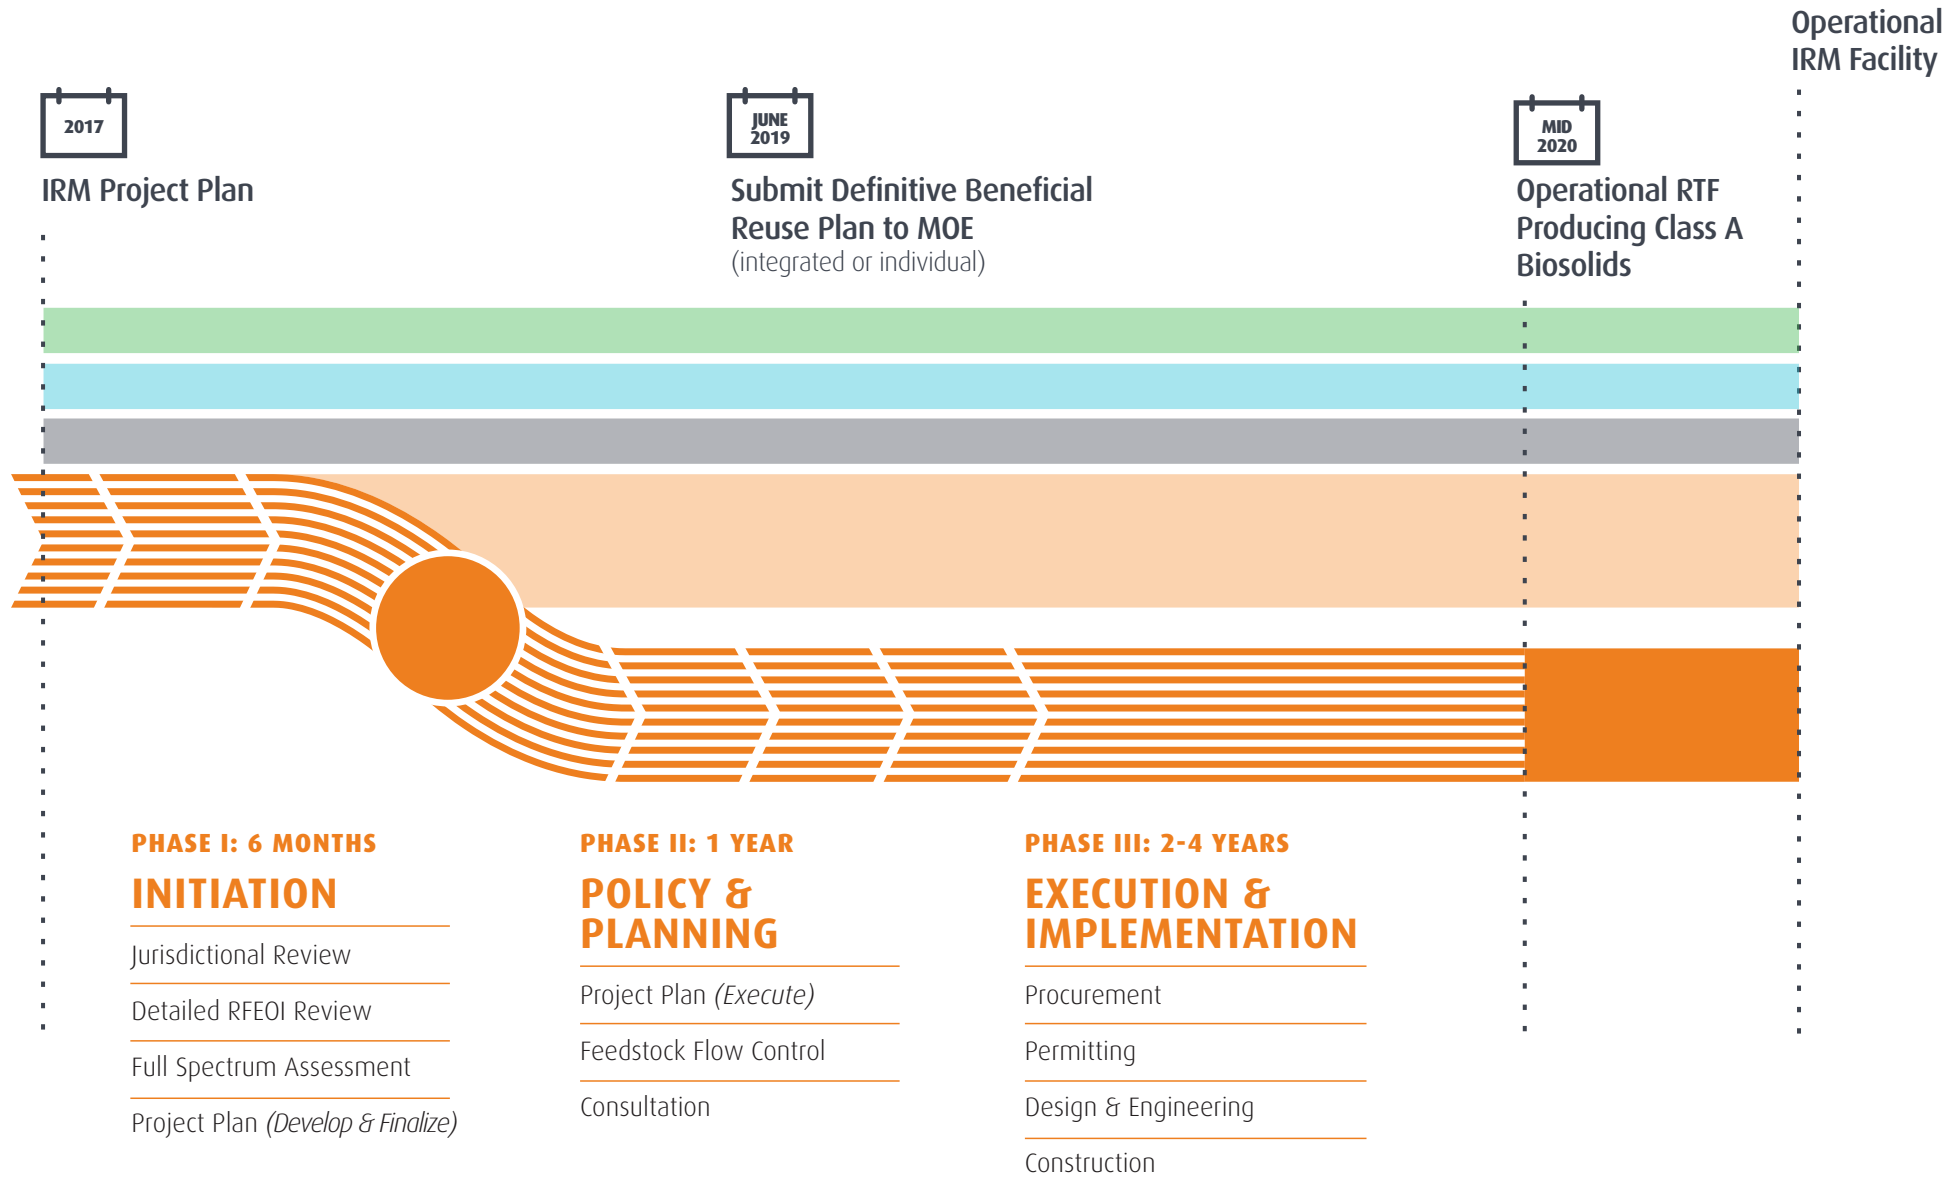 Operational
IRM Facility
2017
IRM Project Plan
JUNE
2019
Submit Definitive Beneficial
Reuse Plan to MOE
(integrated or individual)
MID
2020
Operational RTF
Producing Class A
Biosolids
PHASE I: 6 MONTHS
INITIATION
Jurisdictional Review
Detailed RFEOI Review
Full Spectrum Assessment
Project Plan (Develop & Finalize)
PHASE II: 1 YEAR
POLICY &
PLANNING
Project Plan (Execute)
Feedstock Flow Control
Consultation
PHASE III: 2-4 YEARS
EXECUTION &
IMPLEMENTATION
Procurement
Permitting
Design & Engineering
Construction